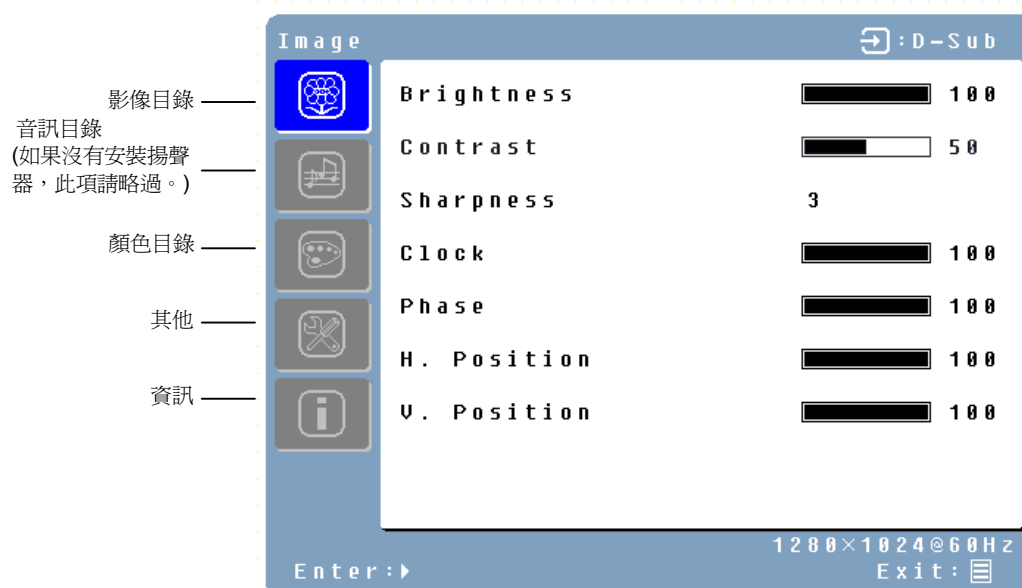 Image
:D-Sub
影像目錄
音訊目錄
(如果沒有安裝揚聲
器，此項請略過。)
顏色目錄
其他
資訊
Brightness 100
Contrast 50
Sharpness 3
Clock 100
Phase 100
H. Position 100
V. Position 100
1280×1024@60Hz
Enter:
Exit: